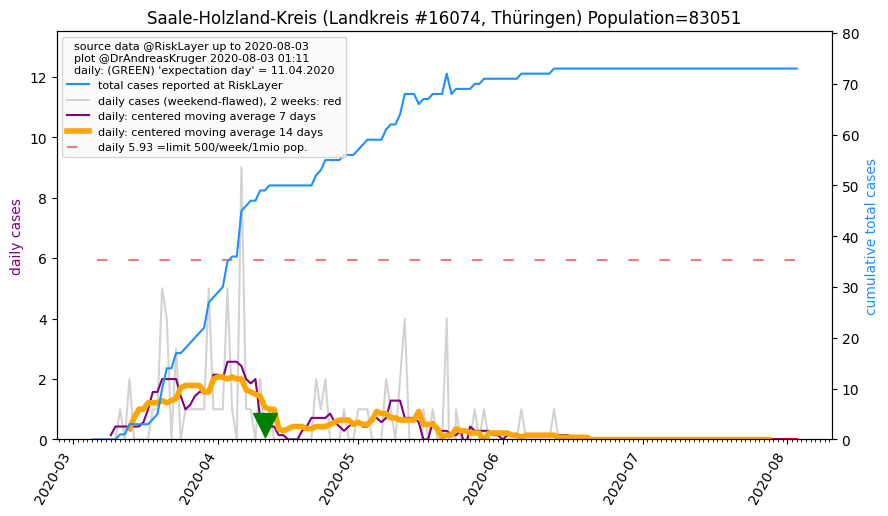 Saale-Holzland-Kreis (Landkreis #16074, Thüringen) Population=83051
source data @RiskLayer up to 2020-08-03
plot @DrAndreasKruger 2020-08-03 01:11
daily: (GREEN) 'expectation day' = 11.04.2020
total cases reported at RiskLayer
daily cases (weekend-flawed), 2 weeks: red
daily: centered moving average 7 days
daily: centered moving average 14 days
daily 5.93 =limit 500/week/1mio pop.
daily cases
12
10
8
6
4
2
0
cumulative total cases
80
70
60
50
40
30
20
10
0
2020-03
2020-04
2020-05
2020-06
2020-07
2020-08